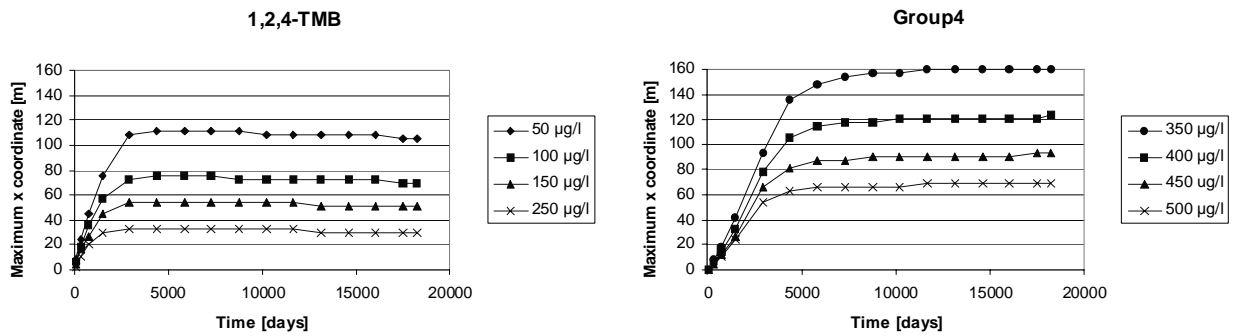 1,2,4-TMB
Maximum x coordinate [m]
160
140
120
100
80
60
40
20
0
0 5000 10000 15000 20000
Time [days]
50 µg/l
100 µg/l
150 µg/l
250 µg/l
Group4
Maximum x coordinate [m]
160
140
120
100
80
60
40
20
0
0 5000 10000 15000 20000
Time [days]
350 µg/l
400 µg/l
450 ug/l
500 µg/l